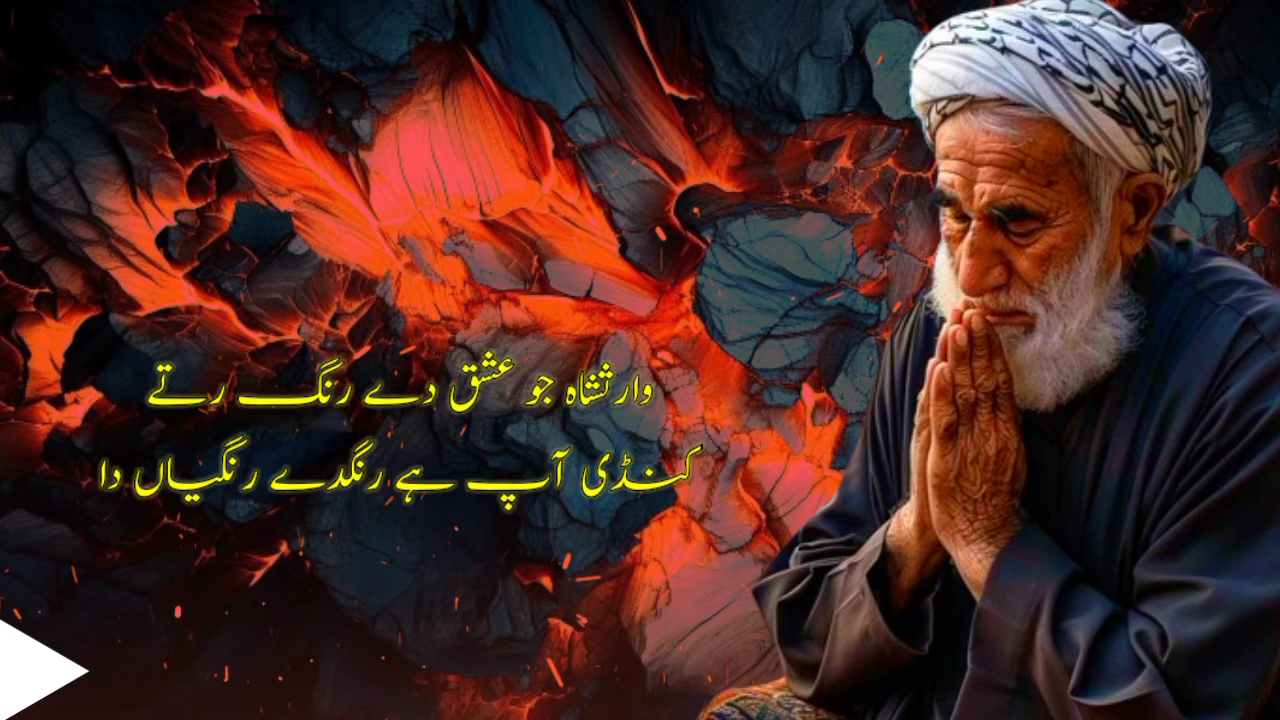 وارثشاہ جو عشق دے رنگ رتے
کنڈی آپ ہے رنگدے رنگیاں دا